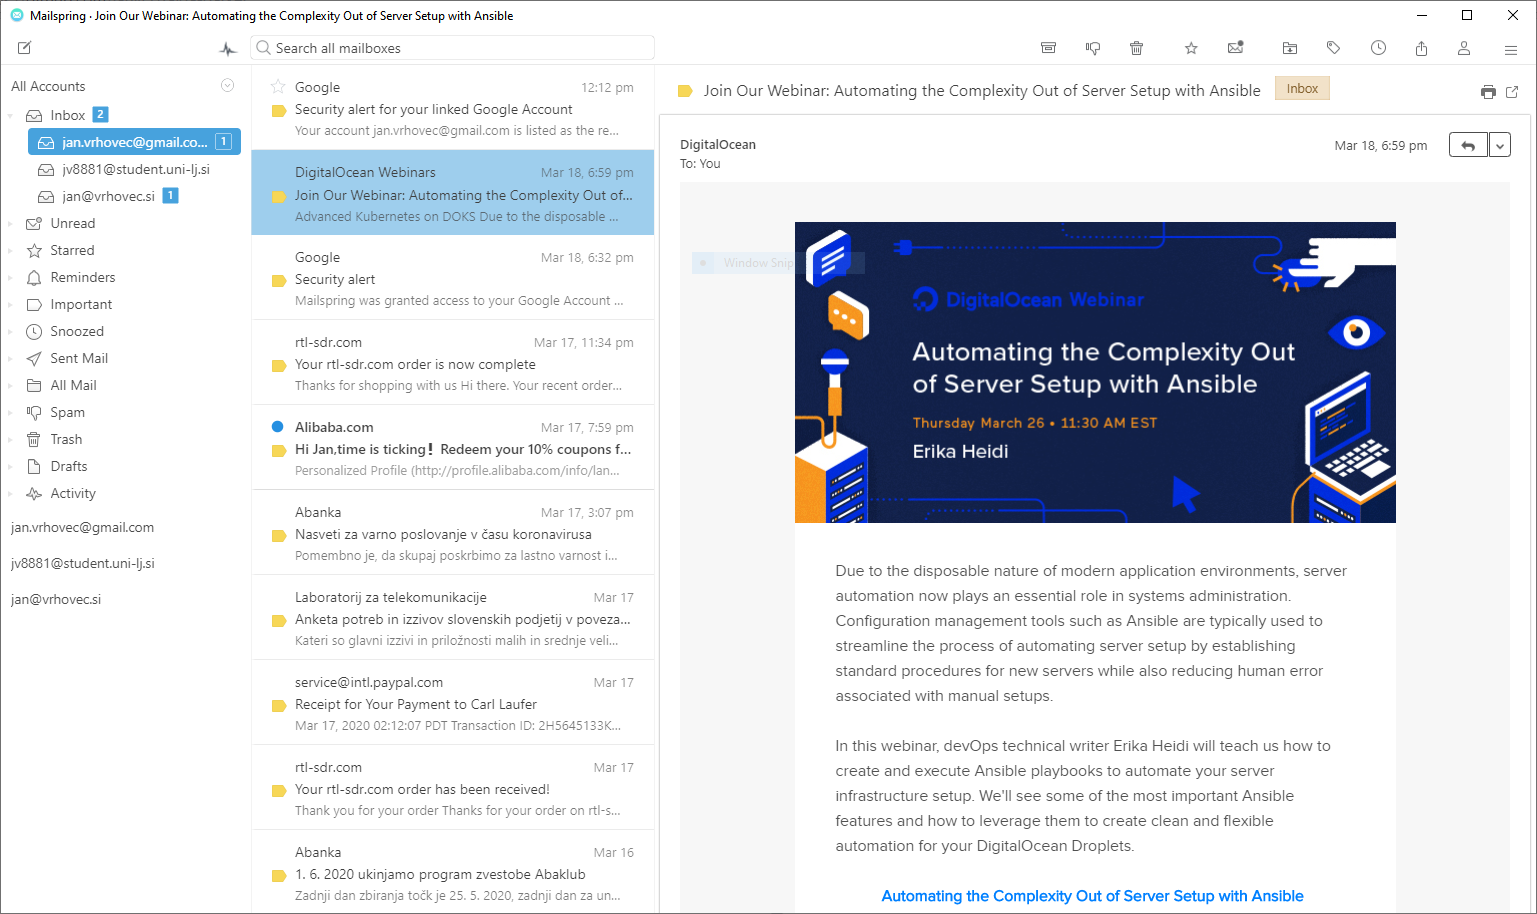 Mailspring · Join Our Webinar: Automating the Complexity Out of Server Setup with Ansible
Search all mailboxes
All Accounts
Inbox 2
jan.vrhovec@gmail.co... 1
jv8881@student.uni-lj.si
jan@vrhovec.si 1
Unread
Starred
Reminders
Important
Snoozed
Sent Mail
All Mail
Spam
Trash
Drafts
Activity
jan.vrhovec@gmail.com
jv8881@student.uni-lj.si
jan@vrhovec.si
Google 12:12 pm
Security alert for your linked Google Account
Your account jan.vrhovec@gmail.com is listed as the re...
DigitalOcean Webinars Mar 18, 6:59 pm
Join Our Webinar: Automating the Complexity Out of...
Advanced Kubernetes on DOKS Due to the disposable ...
Google Mar 18, 6:32 pm
Security alert
Mailspring was granted access to your Google Account ...
rtl-sdr.com Mar 17, 11:34 pm
Your rtl-sdr.com order is now complete
Thanks for shopping with us Hi there. Your recent order...
Alibaba.com Mar 17, 7:59 pm
Hi Jan,time is ticking！Redeem your 10% coupons f...
Personalized Profile (http://profile.alibaba.com/info/lan...
Abanka Mar 17, 3:07 pm
Nasveti za varno poslovanje v času koronavirusa
Pomembno je, da skupaj poskrbimo za lastno varnost i...
Laboratorij za telekomunikacije Mar 17
Anketa potreb in izzivov slovenskih podjetij v poveza...
Kateri so glavni izzivi in priložnosti malih in srednje veli...
service@intl.paypal.com Mar 17
Receipt for Your Payment to Carl Laufer
Mar 17, 2020 02:12:07 PDT Transaction ID: 2H5645133K...
rtl-sdr.com Mar 17
Your rtl-sdr.com order has been received!
Thank you for your order Thanks for your order on rtl-s...
Abanka Mar 16
1. 6. 2020 ukinjamo program zvestobe Abaklub
Zadnji dan zbiranja točk je 25. 5. 2020, zadnji dan za un...
Join Our Webinar: Automating the Complexity Out of Server Setup with Ansible Inbox
DigitalOcean Mar 18, 6:59 pm
To: You
Window Snip
DigitalOcean Webinar
Automating the Complexity Out
of Server Setup with Ansible
Thursday March 26 • 11:30 AM EST
Erika Heidi
Due to the disposable nature of modern application environments, server
automation now plays an essential role in systems administration.
Configuration management tools such as Ansible are typically used to
streamline the process of automating server setup by establishing
standard procedures for new servers while also reducing human error
associated with manual setups.
In this webinar, devOps technical writer Erika Heidi will teach us how to
create and execute Ansible playbooks to automate your server
infrastructure setup. We'll see some of the most important Ansible
features and how to leverage them to create clean and flexible
automation for your DigitalOcean Droplets.
Automating the Complexity Out of Server Setup with Ansible